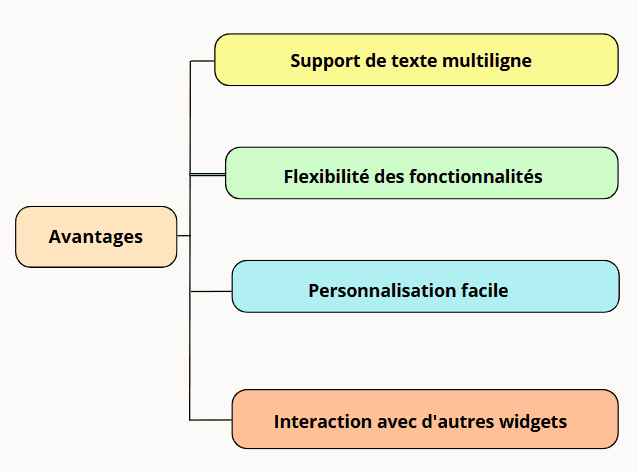 Support de texte multiligne
Flexibilité des fonctionnalités
Avantages
Personnalisation facile
Interaction avec d'autres widgets